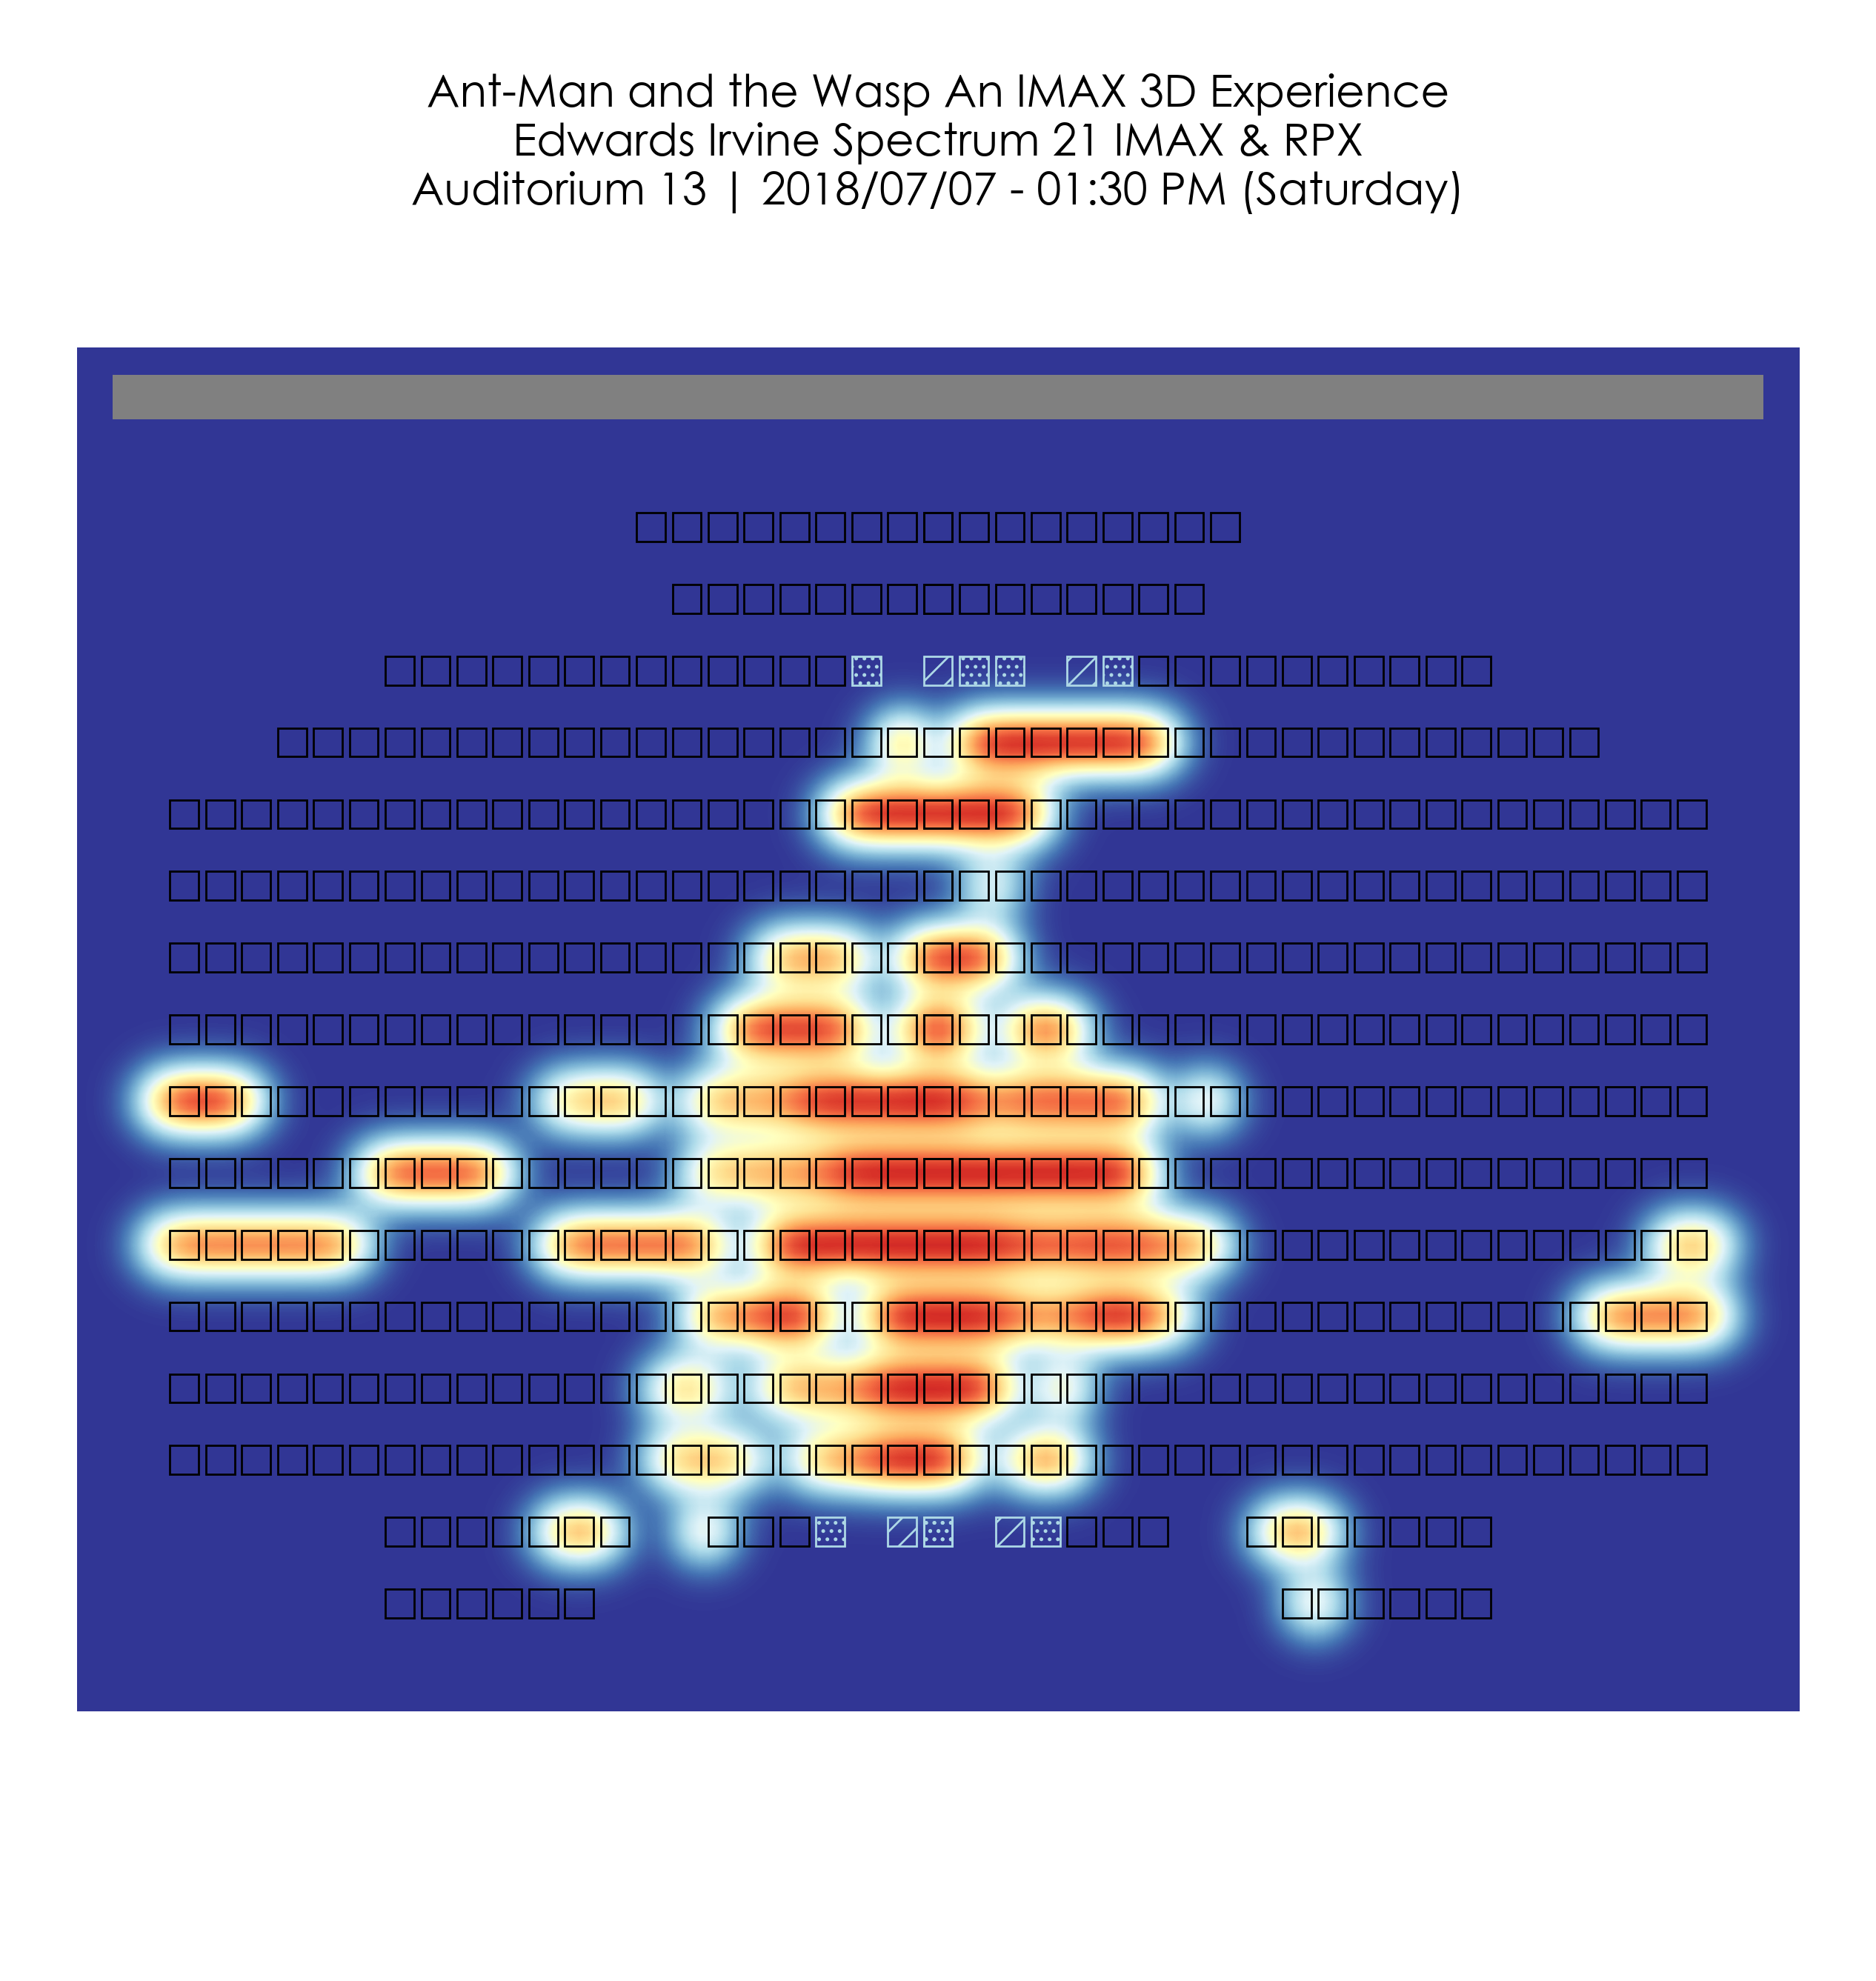 Ant-Man and the Wasp An IMAX 3D Experience
Edwards Irvine Spectrum 21 IMAX & RPX
Auditorium 13 | 2018/07/07 - 01:30 PM (Saturday)